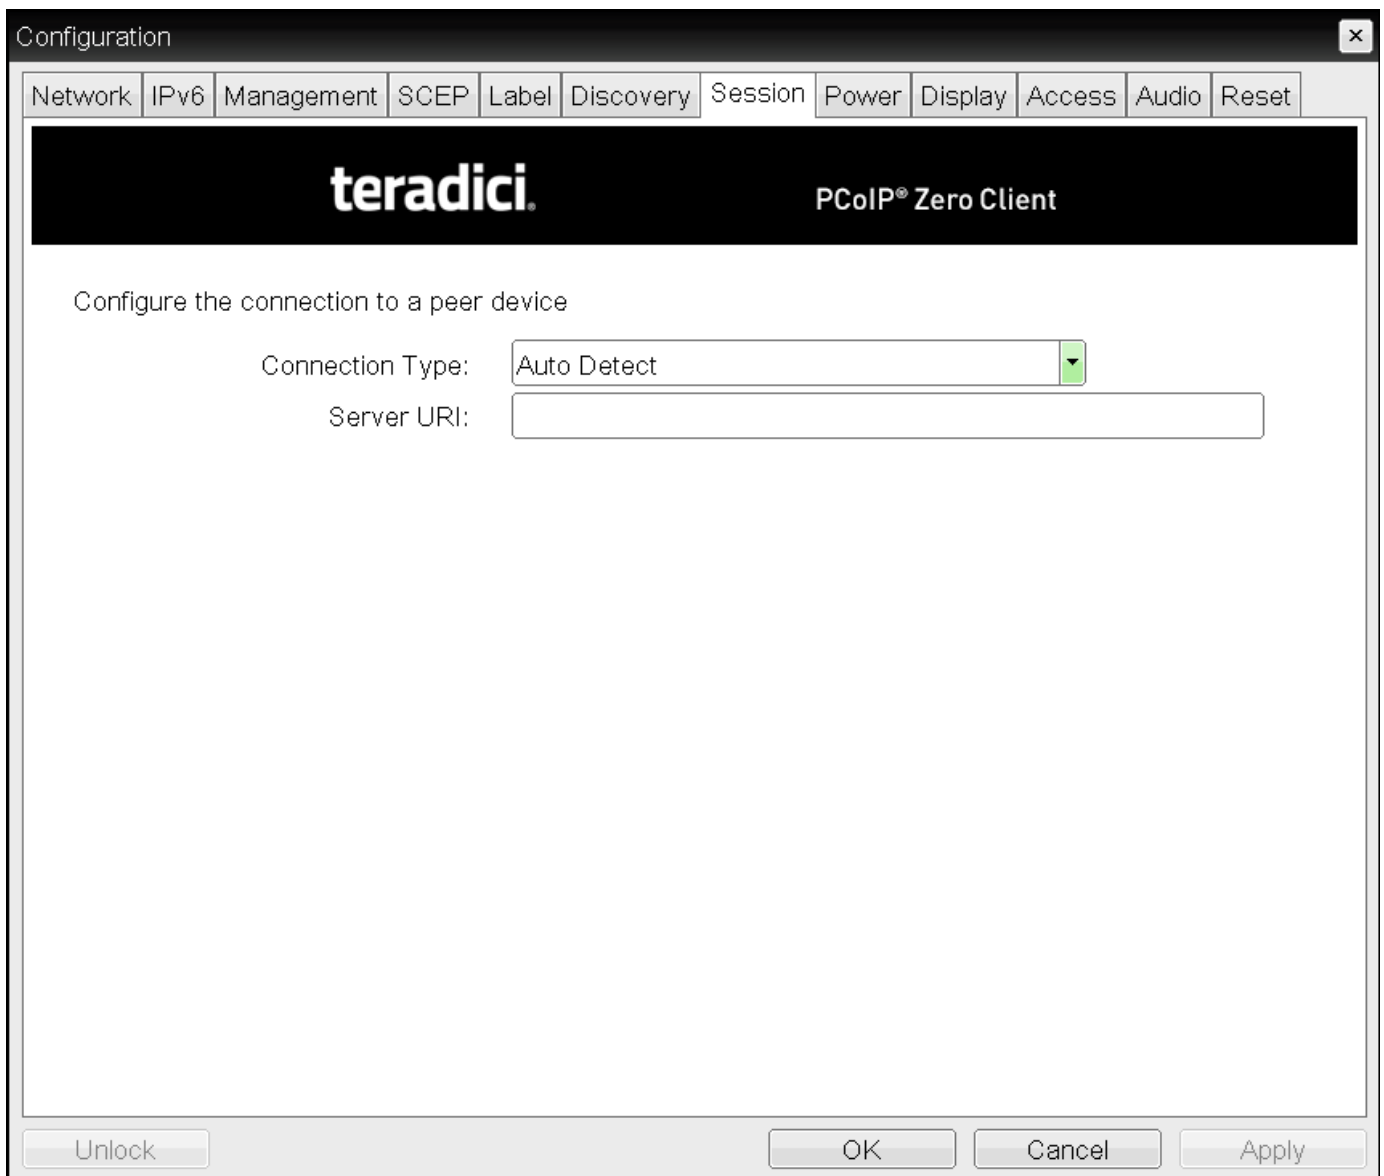 Configuration
Network IPv6 Management SCEP Label Discovery Session Power Display Access Audio Reset
teradici. PCoIP® Zero Client
Configure the connection to a peer device
Connection Type: Auto Detect
Server URI:
Unlock OK Cancel Apply